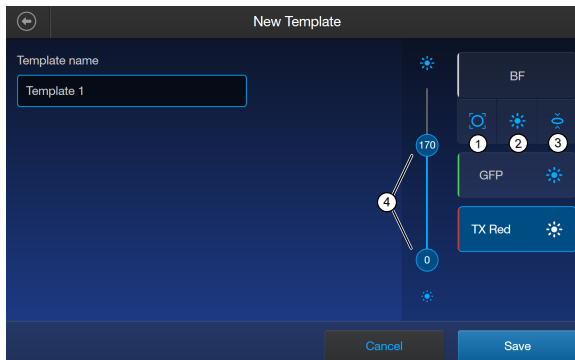 New Template
Template name
Template 1
BF
1
2
3
170
GFP
4
TX Red
0
Cancel
Save